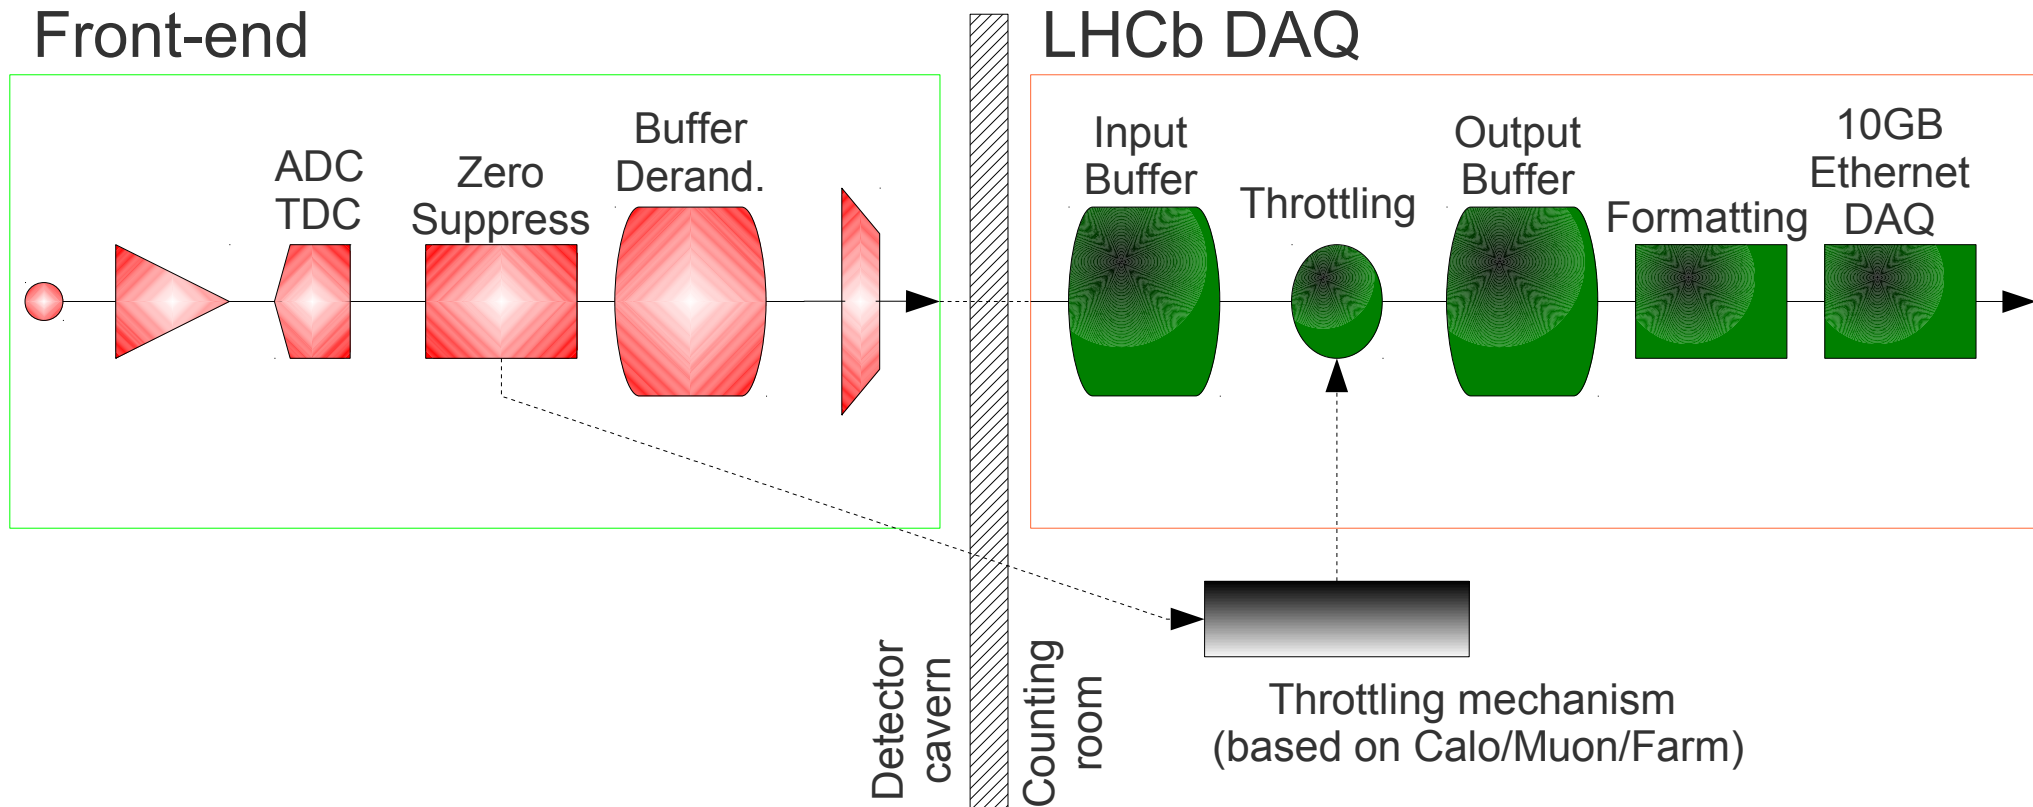 Front-end
LHCb DAQ
ADC
TDC
Zero
Suppress
Buffer
Derand.
Input
Buffer
Throttling
Output
Buffer
Formatting
10GB
Ethernet
DAQ
Detector
cavern
Counting
room
Throttling mechanism
(based on Calo/Muon/Farm)